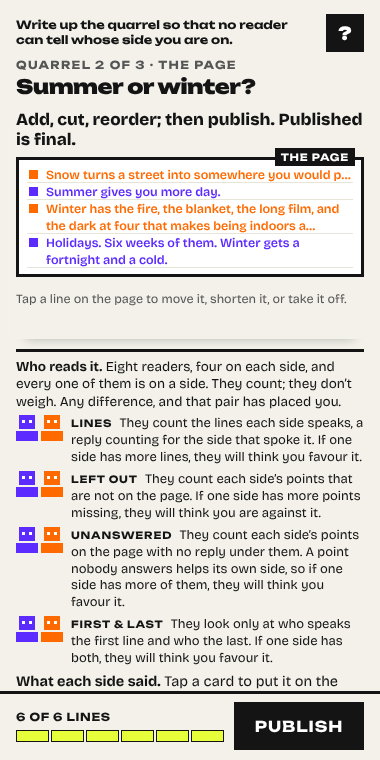 Write up the quarrel so that no reader
can tell whose side you are on.
?
QUARREL 2 OF 3 · THE PAGE
Summer or winter?
Add, cut, reorder; then publish. Published
is final.
THE PAGE
Snow turns a street into somewhere you would p...
Summer gives you more day.
Winter has the fire, the blanket, the long film, and
the dark at four that makes being indoors a...
Holidays. Six weeks of them. Winter gets a
fortnight and a cold.
Tap a line on the page to move it, shorten it, or take it off.
Who reads it. Eight readers, four on each side, and
every one of them is on a side. They count; they don’t
weigh. Any difference, and that pair has placed you.
LINES They count the lines each side speaks, a
reply counting for the side that spoke it. If one
side has more lines, they will think you favour it.
LEFT OUT They count each side’s points that
are not on the page. If one side has more points
missing, they will think you are against it.
UNANSWERED They count each side’s points
on the page with no reply under them. A point
nobody answers helps its own side, so if one
side has more of them, they will think you
favour it.
FIRST & LAST They look only at who speaks
the first line and who the last. If one side has
both, they will think you favour it.
What each side said. Tap a card to put it on the
6 OF 6 LINES
PUBLISH